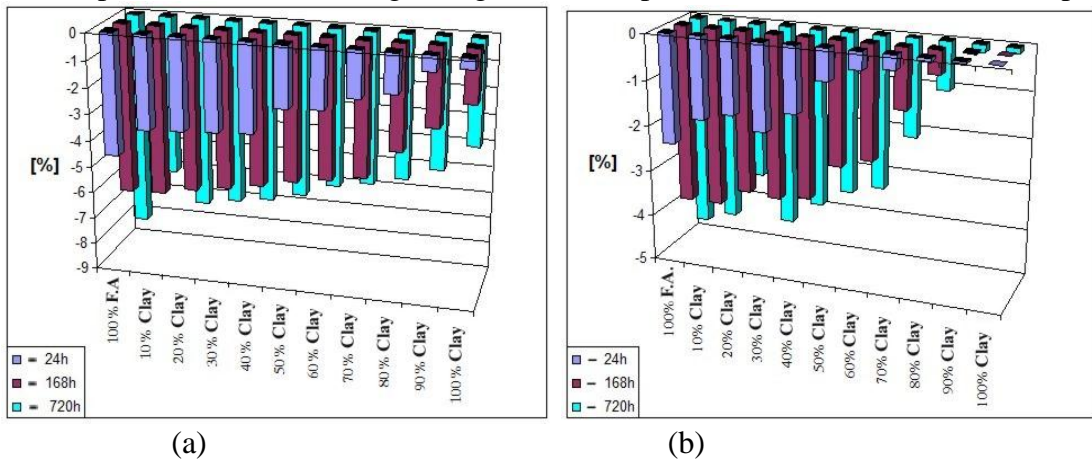 0
-1
-2
-3
-4
[%]
-5
-6
-7
-8
-9
100% F.A
10% Clay
20% Clay
30% Clay
40% Clay
50% Clay
60% Clay
70% Clay
80% Clay
90% Clay
100% Clay
= 24h
= 168h
= 720h
(a)
0
-1
-2
[%]
-3
-4
-5
100% F.A.
10% Clay
20% Clay
30% Clay
40% Clay
50% Clay
60% Clay
70% Clay
80% Clay
90% Clay
100% Clay
– 24h
– 168h
– 720h
(b)